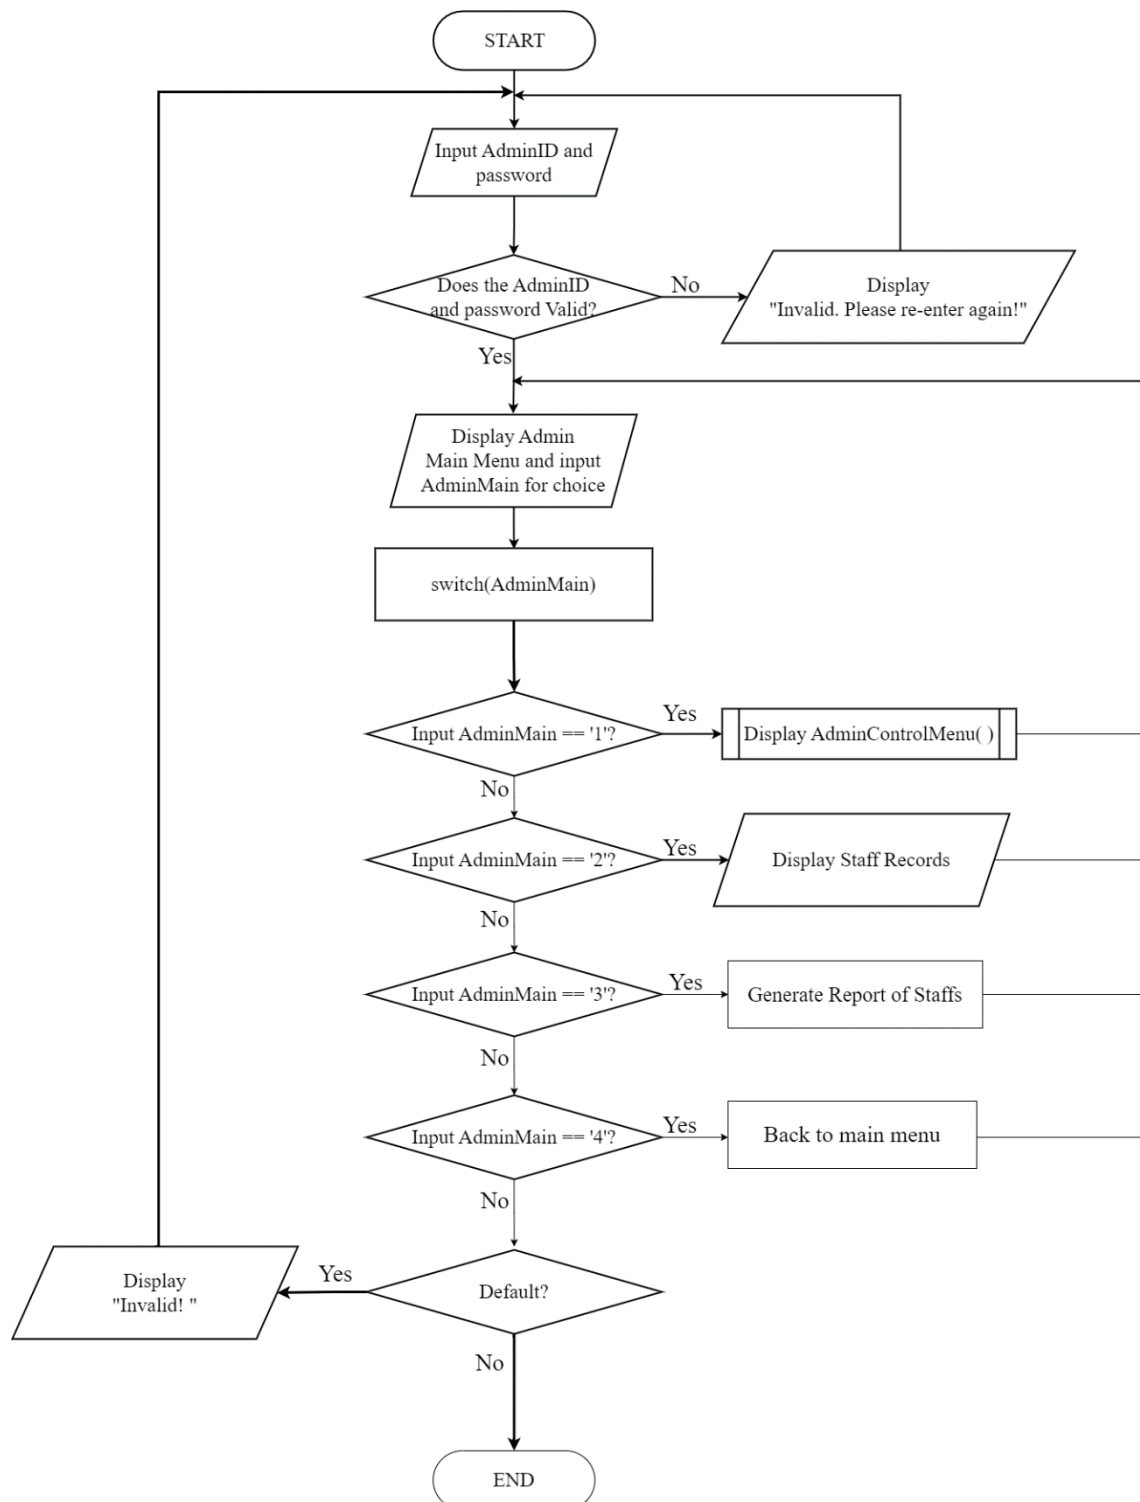 START
Input AdminID and
password
Does the AdminID
and password Valid?
No
Display
"Invalid. Please re-enter again!"
Yes
Display Admin
Main Menu and input
AdminMain for choice
switch(AdminMain)
Input AdminMain == '1'?
Yes
Display AdminControlMenu( )
No
Input AdminMain == '2'?
Yes
Display Staff Records
No
Input AdminMain == '3'?
Yes
Generate Report of Staffs
No
Input AdminMain == '4'?
Yes
Back to main menu
No
Default?
Yes
Display
"Invalid! "
No
END